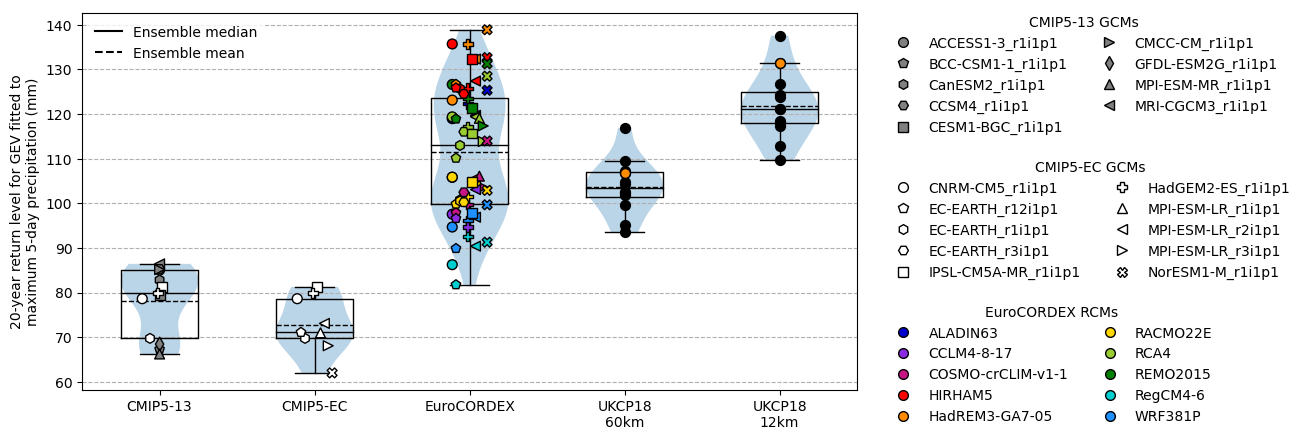 20-year return level for GEV fitted to
maximum 5-day precipitation (mm)
140
130
120
110
100
90
80
70
60
Ensemble median
Ensemble mean
CMIP5-13
CMIP5-EC
EuroCORDEX
UKCP18
60km
UKCP18
12km
CMIP5-13 GCMs
ACCESS1-3_r1i1p1
BCC-CSM1-1_r1i1p1
CanESM2_r1i1p1
CCSM4_r1i1p1
CESM1-BGC_r1i1p1
CMCC-CM_r1i1p1
GFDL-ESM2G_r1i1p1
MPI-ESM-MR_r1i1p1
MRI-CGCM3_r1i1p1
CMIP5-EC GCMs
CNRM-CM5_r1i1p1
EC-EARTH_r12i1p1
EC-EARTH_r1i1p1
EC-EARTH_r3i1p1
IPSL-CM5A-MR_r1i1p1
HadGEM2-ES_r1i1p1
MPI-ESM-LR_r1i1p1
MPI-ESM-LR_r2i1p1
MPI-ESM-LR_r3i1p1
NorESM1-M_r1i1p1
EuroCORDEX RCMs
ALADIN63
CCLM4-8-17
COSMO-crCLIM-v1-1
HIRHAM5
HadREM3-GA7-05
RACMO22E
RCA4
REMO2015
RegCM4-6
WRF381P